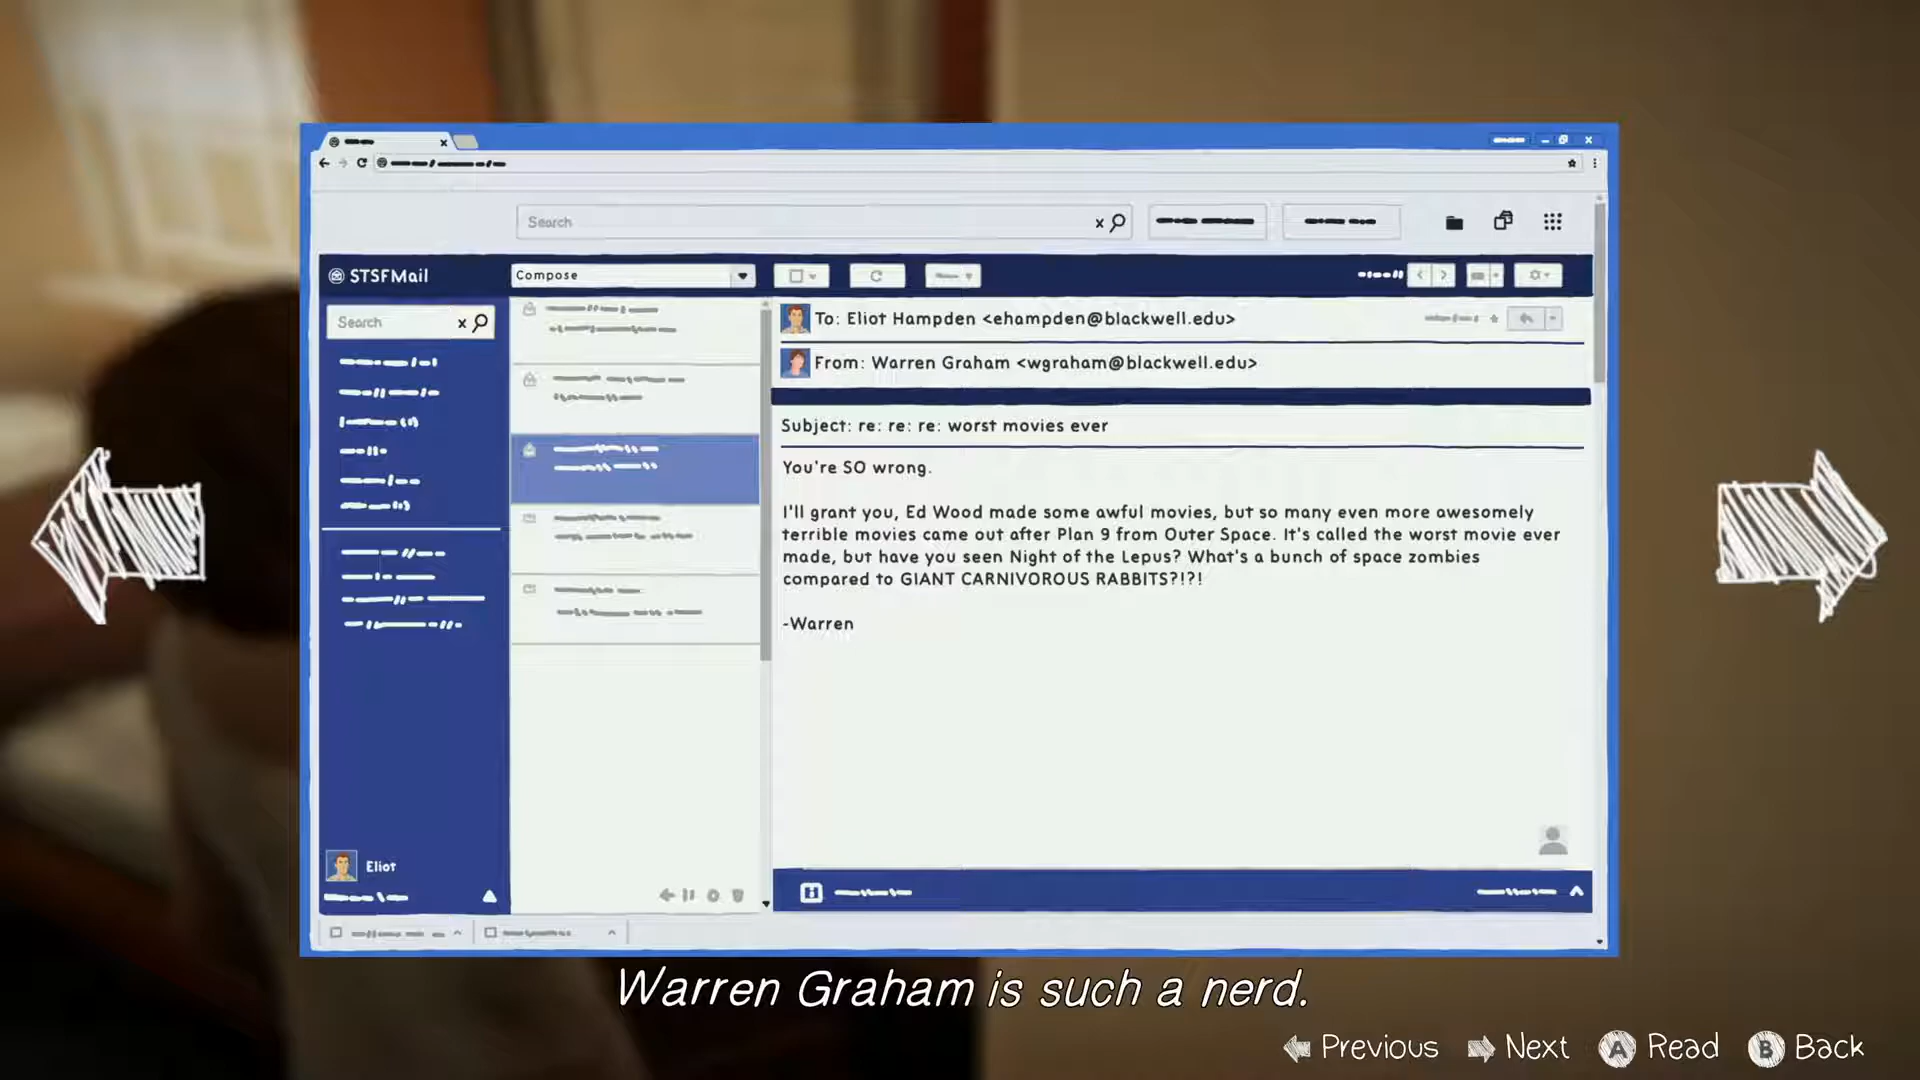 Search
STSFMail
Compose
Search
To: Eliot Hampden <ehampden@blackwell.edu>
From: Warren Graham <wgraham@blackwell.edu>
Subject: re: re: re: worst movies ever
You're SO wrong.
I'll grant you, Ed Wood made some awful movies, but so many even more awesomely
terrible movies came out after Plan 9 from Outer Space. It's called the worst movie ever
made, but have you seen Night of the Lepus? What's a bunch of space zombies
compared to GIANT CARNIVOROUS RABBITS?!?!
-Warren
Eliot
Warren Graham is such a nerd.
Previous Next A Read B Back